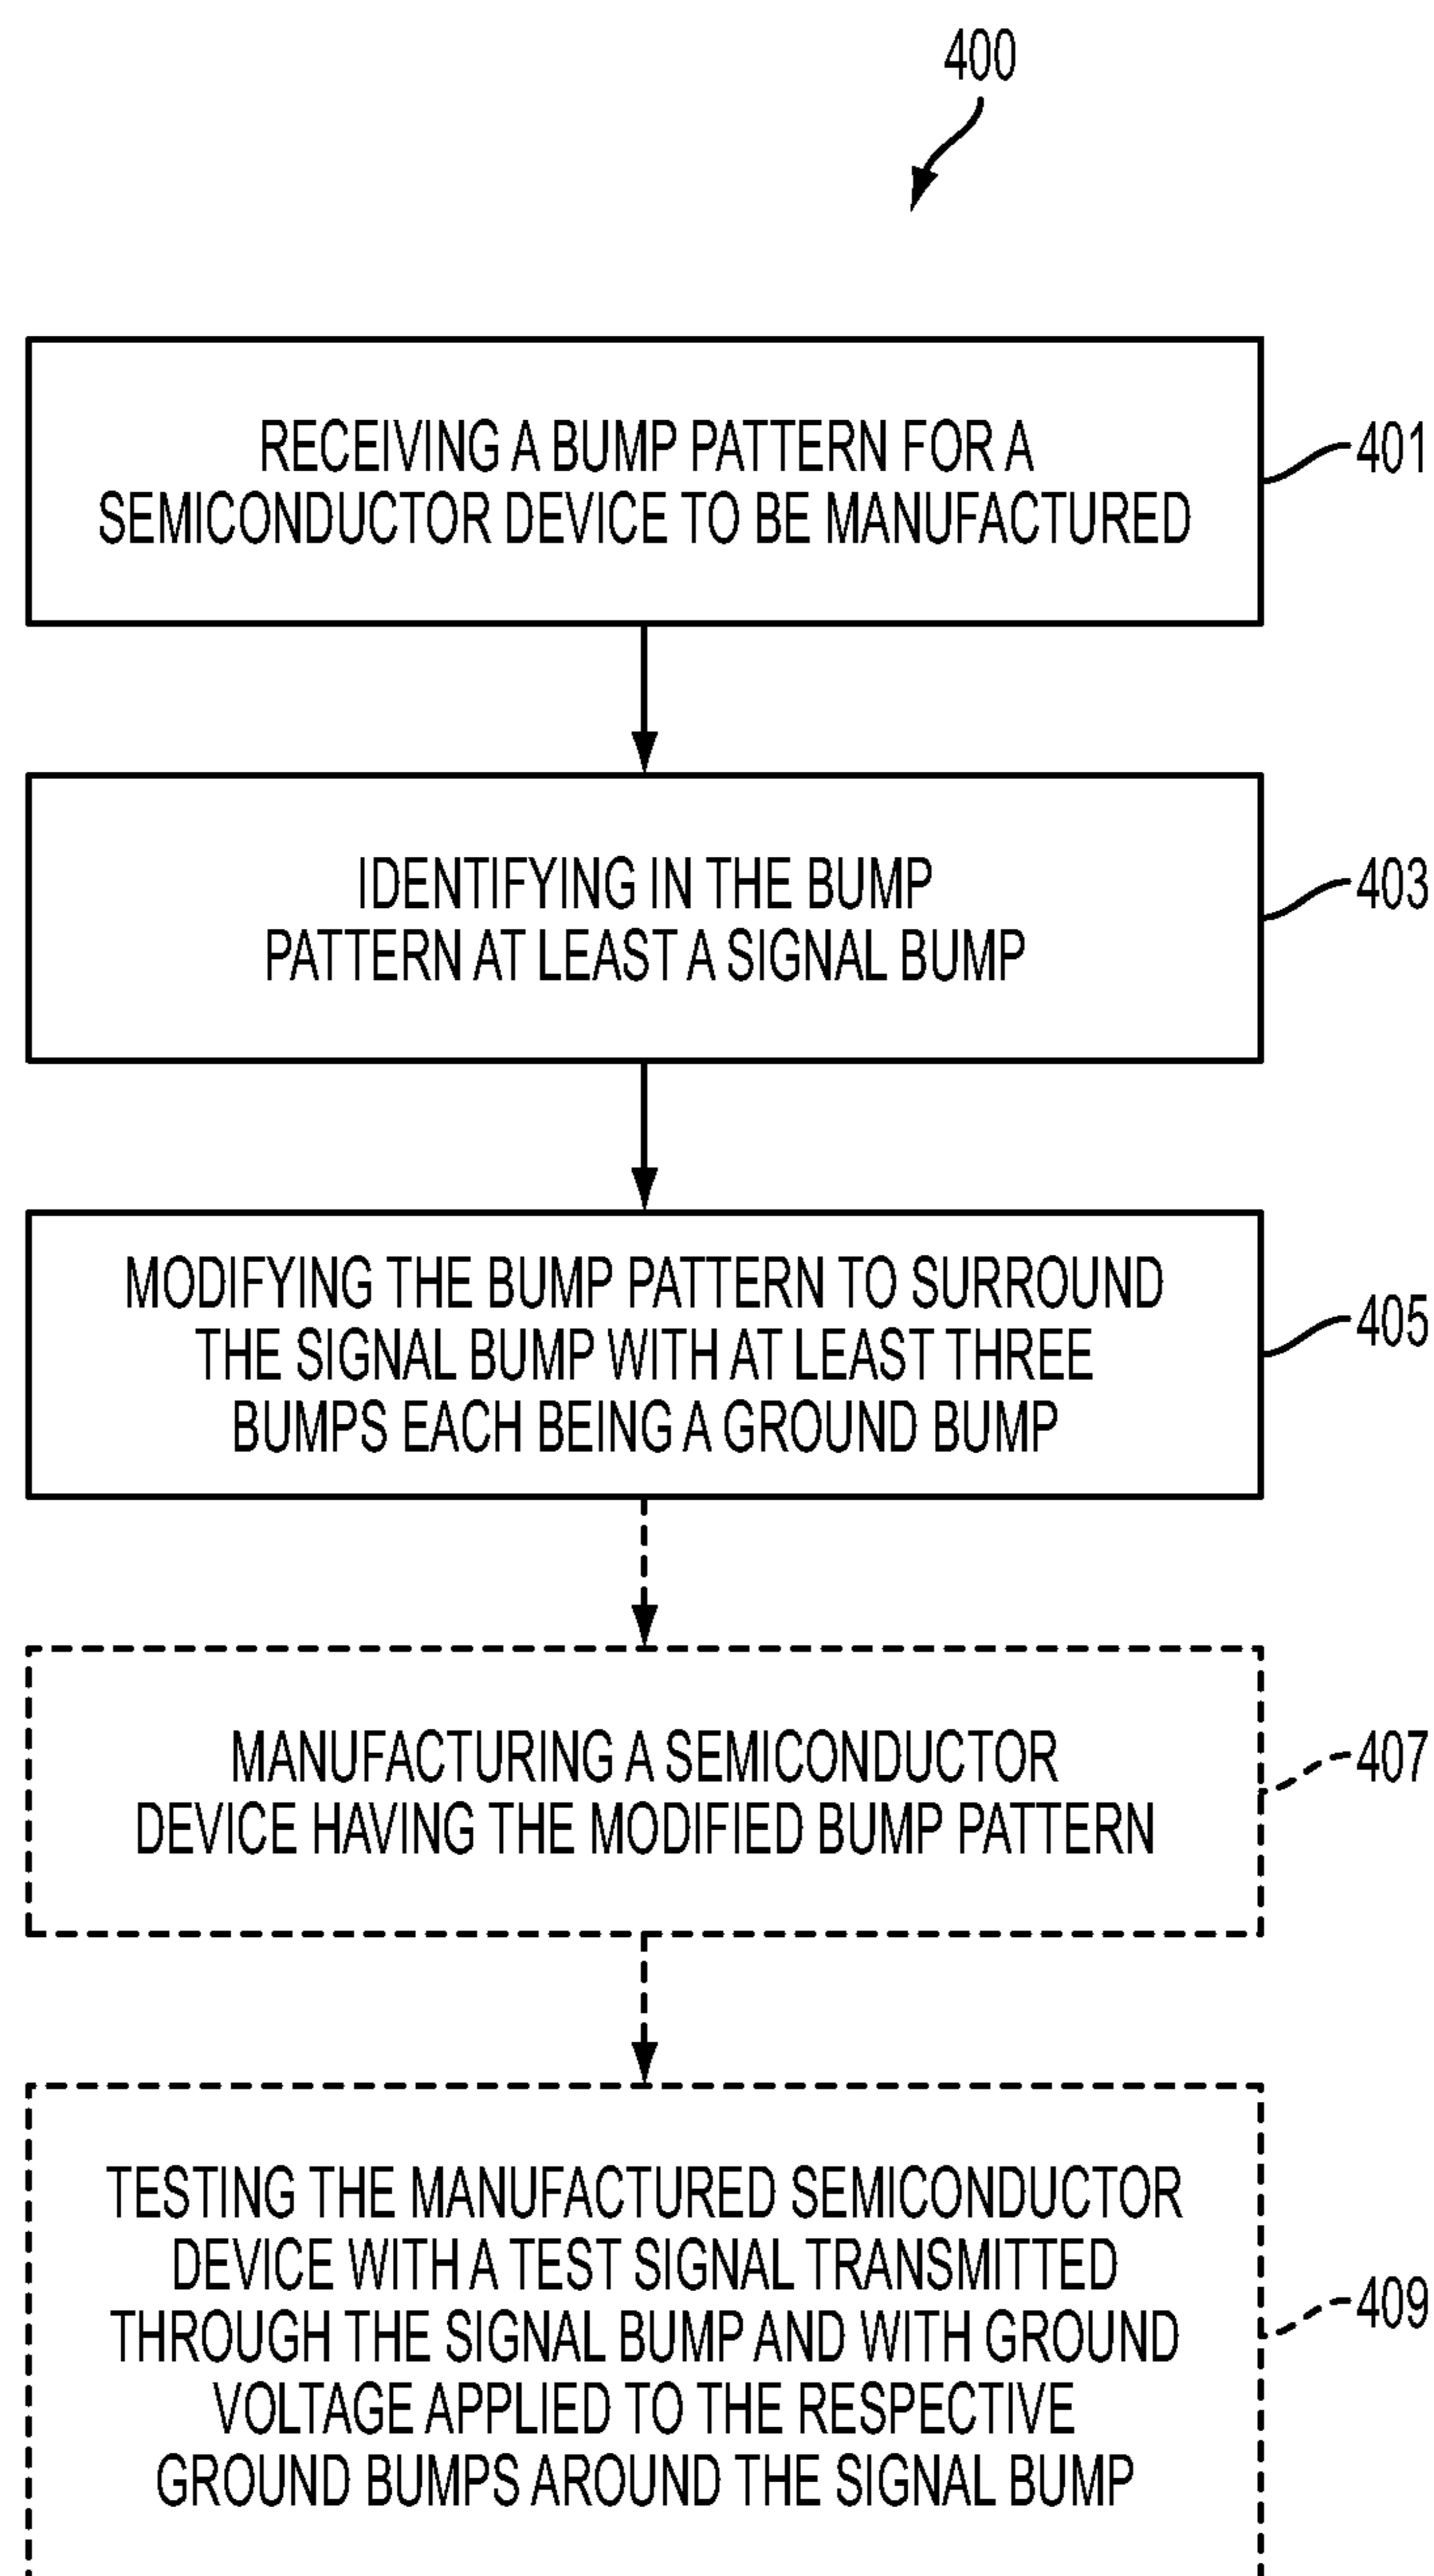 400
RECEIVING A BUMP PATTERN FOR A
SEMICONDUCTOR DEVICE TO BE MANUFACTURED
401
IDENTIFYING IN THE BUMP
PATTERN AT LEAST A SIGNAL BUMP
403
MODIFYING THE BUMP PATTERN TO SURROUND
THE SIGNAL BUMP WITH AT LEAST THREE
BUMPS EACH BEING A GROUND BUMP
405
MANUFACTURING A SEMICONDUCTOR
DEVICE HAVING THE MODIFIED BUMP PATTERN
407
TESTING THE MANUFACTURED SEMICONDUCTOR
DEVICE WITH A TEST SIGNAL TRANSMITTED
THROUGH THE SIGNAL BUMP AND WITH GROUND
VOLTAGE APPLIED TO THE RESPECTIVE
GROUND BUMPS AROUND THE SIGNAL BUMP
409